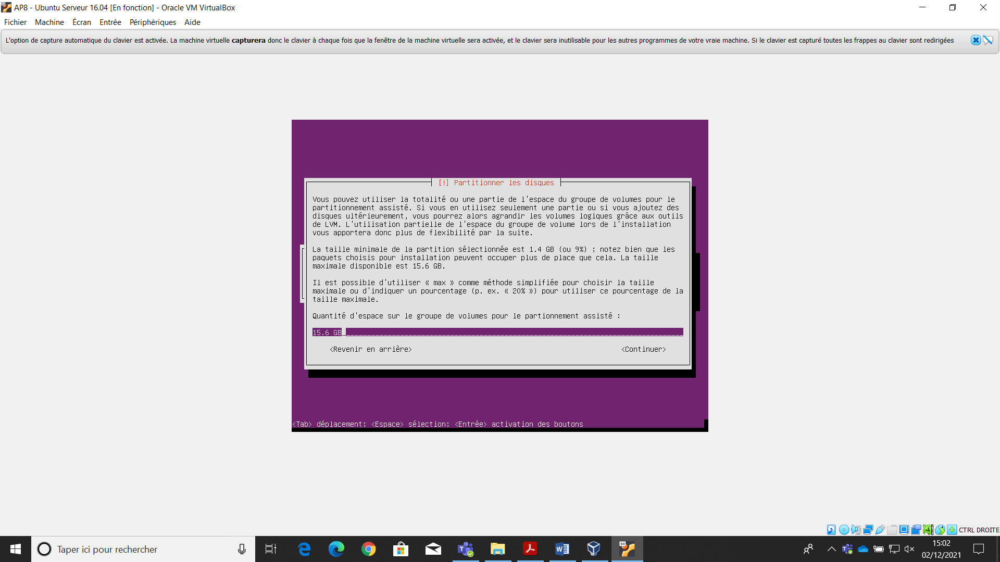 AP8 - Ubuntu Serveur 16.04 [En fonction] - Oracle VM VirtualBox
Fichier Machine Écran Entrée Périphériques Aide
L'option de capture automatique du clavier est activée. La machine virtuelle capturera donc le clavier à chaque fois que la fenêtre de la machine virtuelle sera activée, et le clavier sera inutilisable pour les autres programmes de votre vraie machine. Si le clavier est capturé toutes les frappes au clavier sont redirigées
[!] Partitionner les disques
Vous pouvez utiliser la totalité ou une partie de l'espace du groupe de volumes pour le
partitionnement assisté. Si vous en utilisez seulement une partie ou si vous ajoutez des
disques ultérieurement, vous pourrez alors agrandir les volumes logiques grâce aux outils
de LVM. L'utilisation partielle de l'espace du groupe de volume lors de l'installation
vous apportera donc plus de flexibilité par la suite.
La taille minimale de la partition sélectionnée est 1.4 GB (ou 9%) ; notez bien que les
paquets choisis pour installation peuvent occuper plus de place que cela. La taille
maximale disponible est 15.6 GB.
Il est possible d'utiliser « max » comme méthode simplifiée pour choisir la taille
maximale ou d'indiquer un pourcentage (p. ex. « 20% ») pour utiliser ce pourcentage de la
taille maximale.
Quantité d'espace sur le groupe de volumes pour le partionnement assisté :
15.6 GB
<Revenir en arrière> <Continuer>
<Tab> déplacement; <Espace> sélection; <Entrée> activation des boutons
CTRL DROITE
Taper ici pour rechercher
15:02
02/12/2021